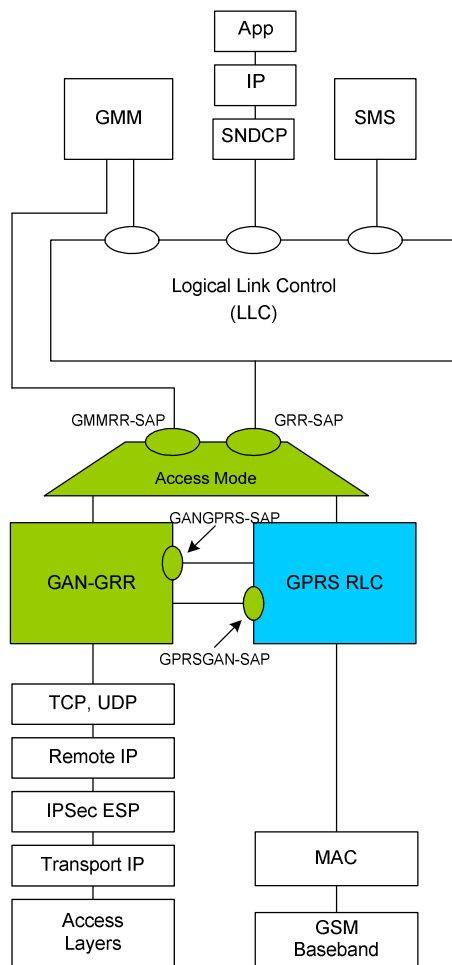 App
IP
GMM
SNDCP
SMS
Logical Link Control
(LLC)
GMMRR-SAP
GRR-SAP
Access Mode
GANGPRS-SAP
GAN-GRR
GPRS RLC
GPRSGAN-SAP
TCP, UDP
Remote IP
IPSec ESP
Transport IP
MAC
Access
Layers
GSM
Baseband